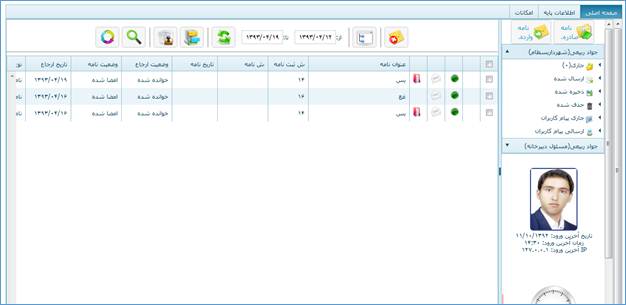 صفحه اصلی
اطلاعات پایه
امکانات
نامه صادره
نامه وارده
جواد ربیعی(شهردارسطام)
جاری(۰)
ارسال شده
ذخیره شده
حذف شده
جاری پیام کاربران
ارسالی پیام کاربران
جواد ربیعی(مسئول دبیرخانه)
تاریخ آخرین ورود: ۱۱/۱۰/۱۳۹۲
زمان آخرین ورود: ۱۴:۳۰
IP آخرین ورود: ۱۲۷.۰.۰.۱
از: ۱۳۹۳/۰۴/۱۲ تا: ۱۳۹۳/۰۴/۱۹
عنوان نامه ش ثبت نامه ش نامه تاریخ نامه وضعیت ارجاع وضعیت نامه تاریخ ارجاع نو
یس ۱۴ خوانده شده امضا شده ۱۳۹۳/۰۴/۱۹ نام
فع ۱۶ خوانده شده امضا شده ۱۳۹۳/۰۴/۱۶ نام
یس ۱۴ خوانده شده امضا شده ۱۳۹۳/۰۴/۱۶ نام